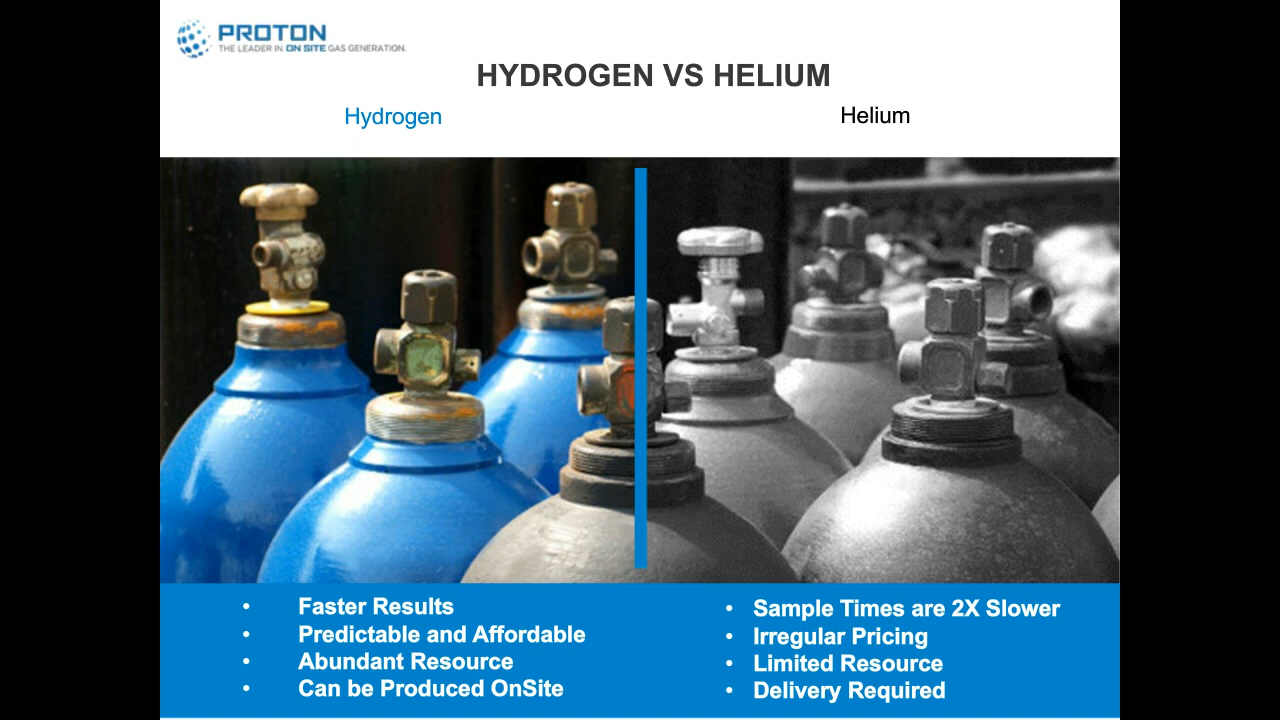 PROTON
THE LEADER IN ON SITE GAS GENERATION.
HYDROGEN VS HELIUM
Hydrogen
Helium
• Faster Results
• Predictable and Affordable
• Abundant Resource
• Can be Produced OnSite
• Sample Times are 2X Slower
• Irregular Pricing
• Limited Resource
• Delivery Required